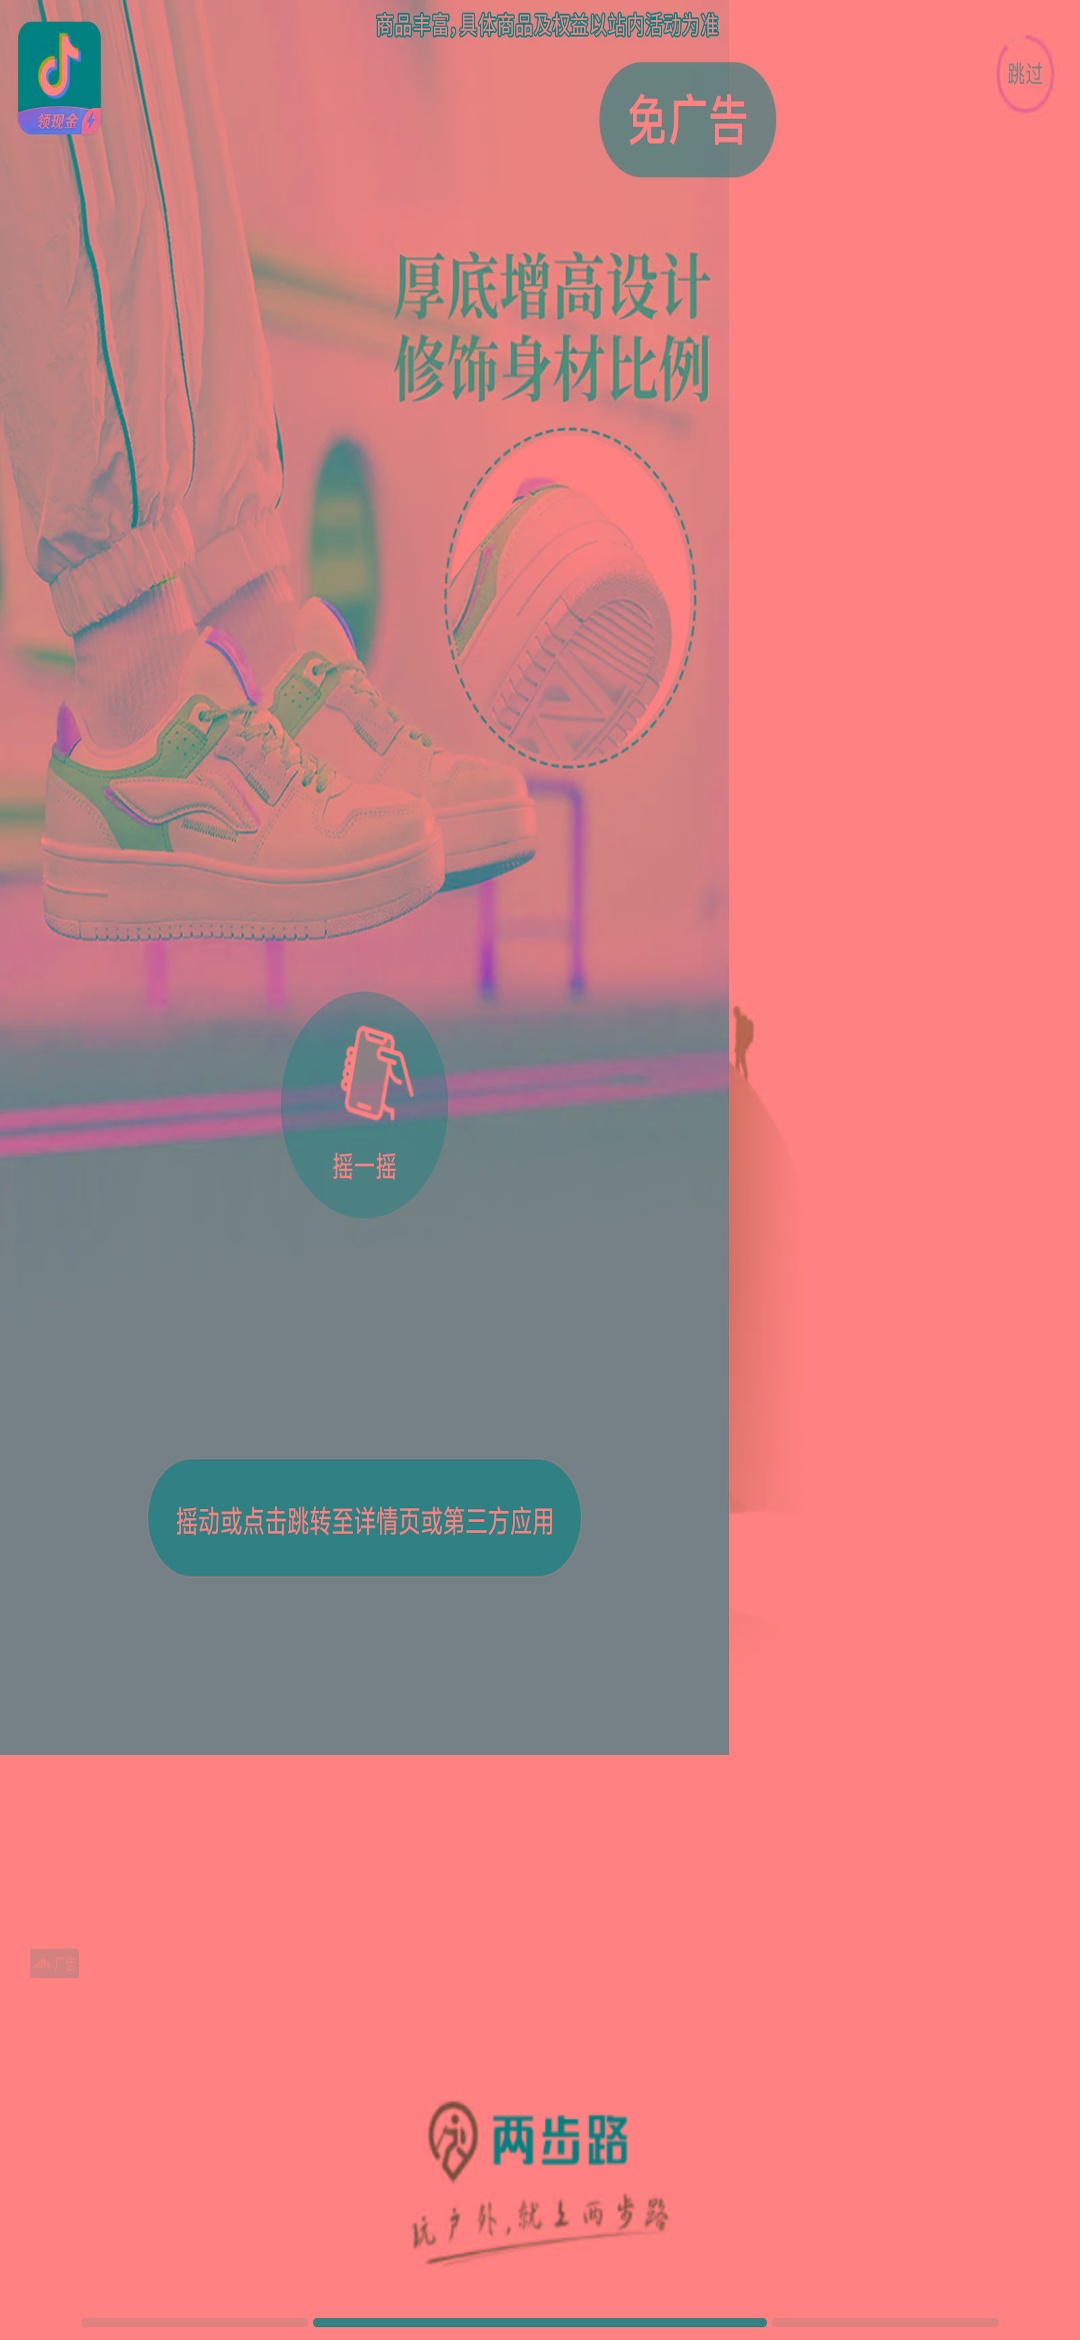 商品丰富,具体商品及权益以站内活动为准
领现金
免广告
跳过
厚底增高设计
修饰身材比例
摇一摇
摇动或点击跳转至详情页或第三方应用
广告
两步路
玩户外,就上两步路